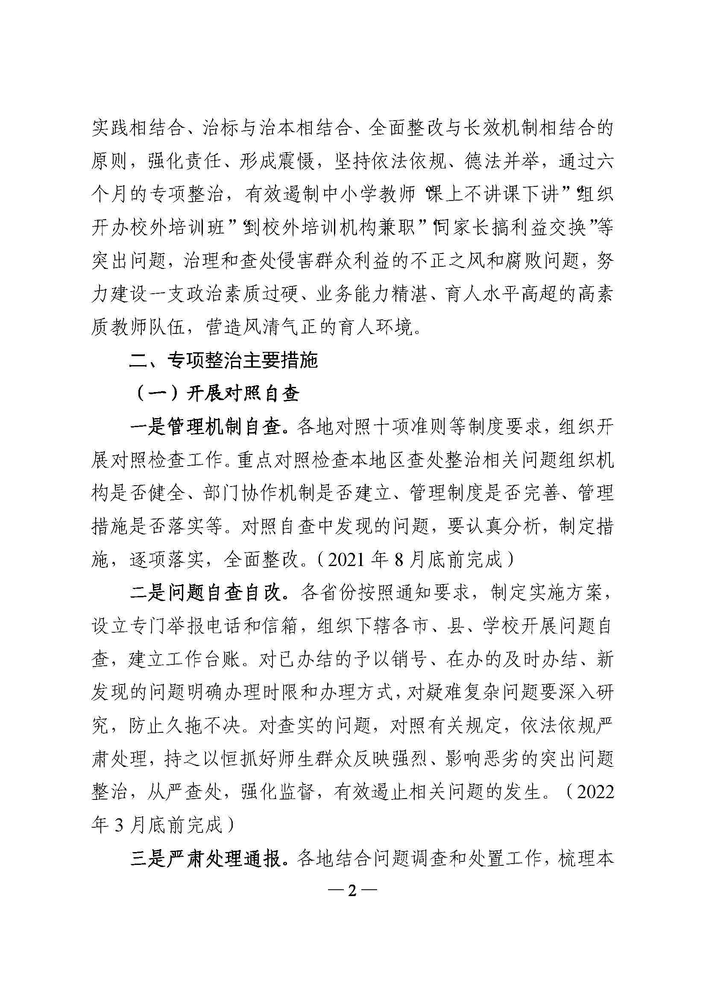 实践相结合、治标与治本相结合、全面整改与长效机制相结合的
原则，强化责任、形成震慑，坚持依法依规、德法并举，通过六
个月的专项整治，有效遏制中小学教师“课上不讲课下讲”“组织
开办校外培训班”“到校外培训机构兼职”“同家长搞利益交换”等
突出问题，治理和查处侵害群众利益的不正之风和腐败问题，努
力建设一支政治素质过硬、业务能力精湛、育人水平高超的高素
质教师队伍，营造风清气正的育人环境。
二、专项整治主要措施
（一）开展对照自查
一是管理机制自查。各地对照十项准则等制度要求，组织开
展对照检查工作。重点对照检查本地区查处整治相关问题组织机
构是否健全、部门协作机制是否建立、管理制度是否完善、管理
措施是否落实等。对照自查中发现的问题，要认真分析，制定措
施，逐项落实，全面整改。（2021 年 8 月底前完成）
二是问题自查自改。各省份按照通知要求，制定实施方案，
设立专门举报电话和信箱，组织下辖各市、县、学校开展问题自
查，建立工作台账。对已办结的予以销号、在办的及时办结、新
发现的问题明确办理时限和办理方式，对疑难复杂问题要深入研
究，防止久拖不决。对查实的问题，对照有关规定，依法依规严
肃处理，持之以恒抓好师生群众反映强烈、影响恶劣的突出问题
整治，从严查处，强化监督，有效遏止相关问题的发生。（2022
年 3 月底前完成）
三是严肃处理通报。各地结合问题调查和处置工作，梳理本
— 2 —